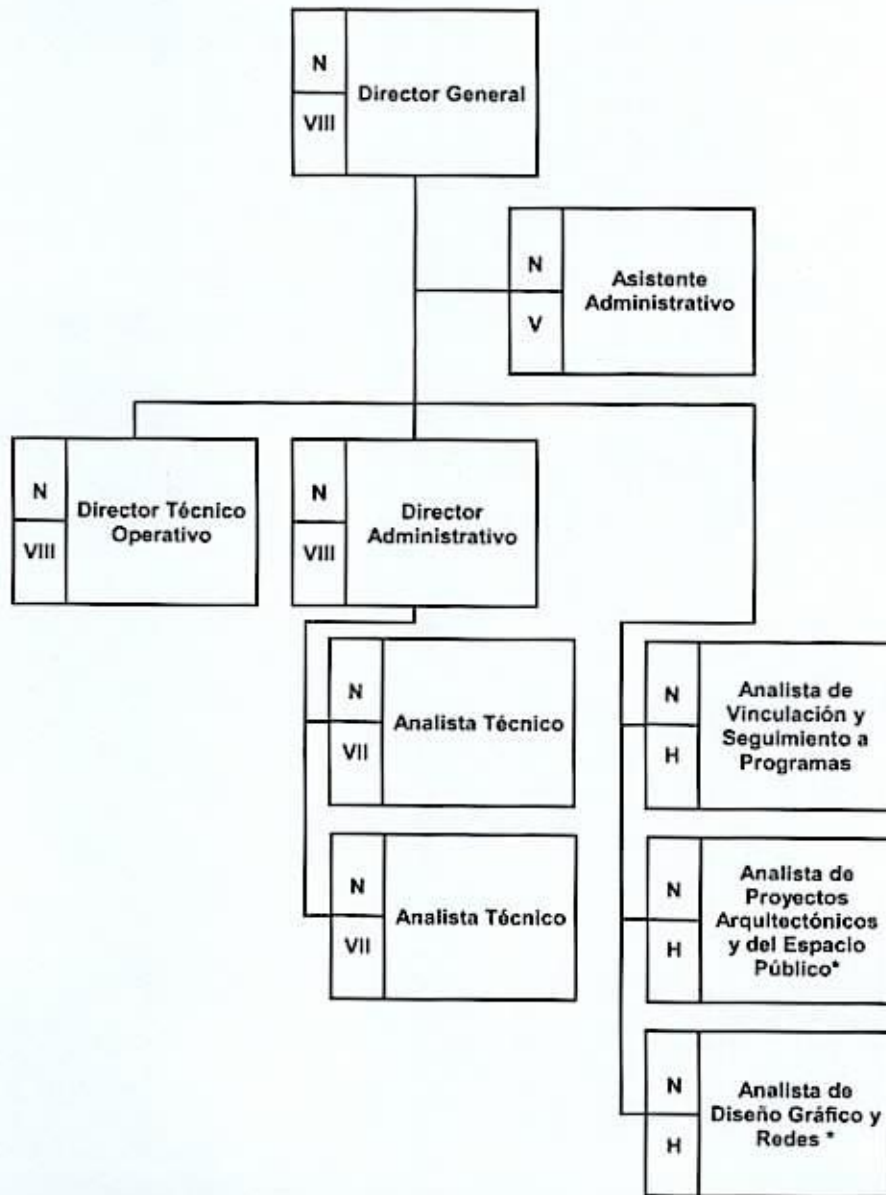 N
VIII
Director General
N
V
Asistente
Administrativo
N
VIII
Director Técnico
Operativo
N
VIII
Director
Administrativo
N
VII
Analista Técnico
N
VII
Analista Técnico
N
H
Analista de
Vinculación y
Seguimiento a
Programas
N
H
Analista de
Proyectos
Arquitectónicos
y del Espacio
Público*
N
H
Analista de
Diseño Gráfico y
Redes *